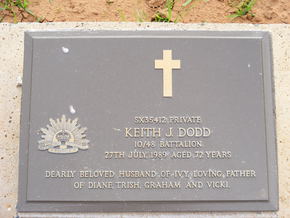 SX35412 PRIVATE
KEITH J. DODD
10/48 BATTALION
27TH JULY 1989 AGED 72 YEARS
DEARLY BELOVED HUSBAND OF IVY. LOVING FATHER
OF DIANE, TRISH, GRAHAM AND VICKI.